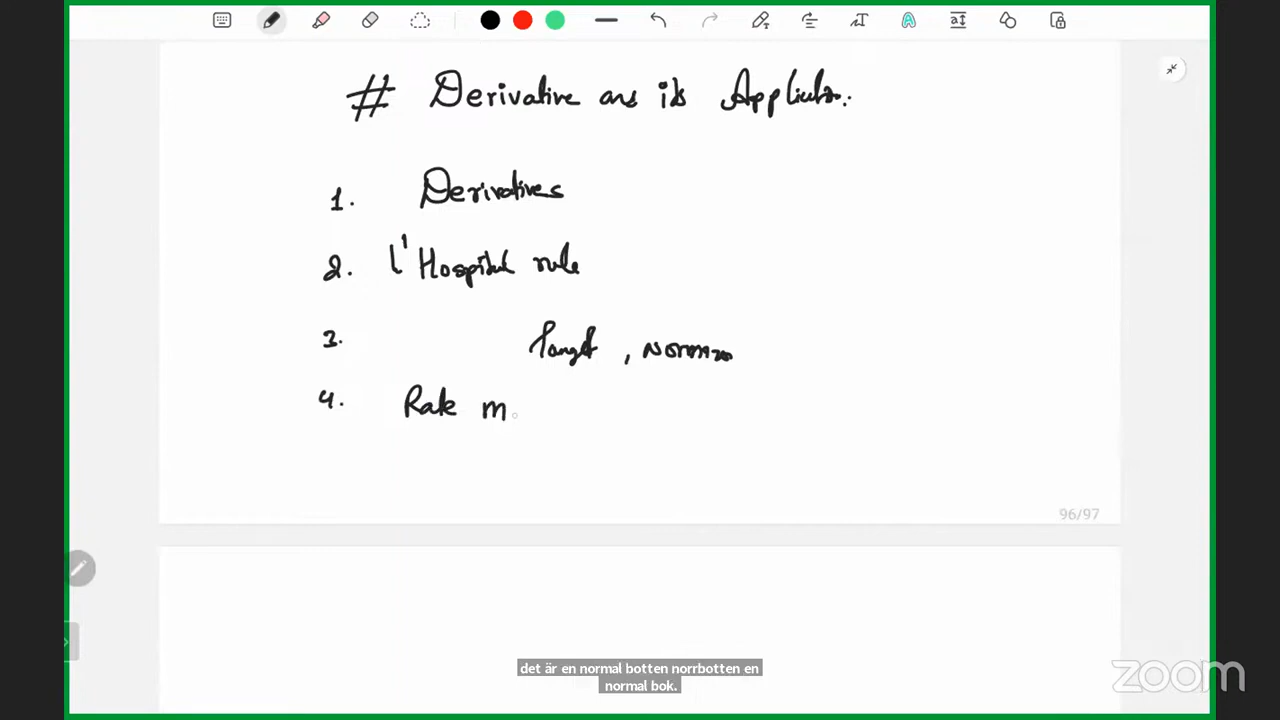 # Derivative and its Applicatn.
1. Derivatives
2. l'Hospital rule
3. Tangt, Normal
4. Rate m
96/97
det är en normal botten norrbotten en
normal bok.
zoom